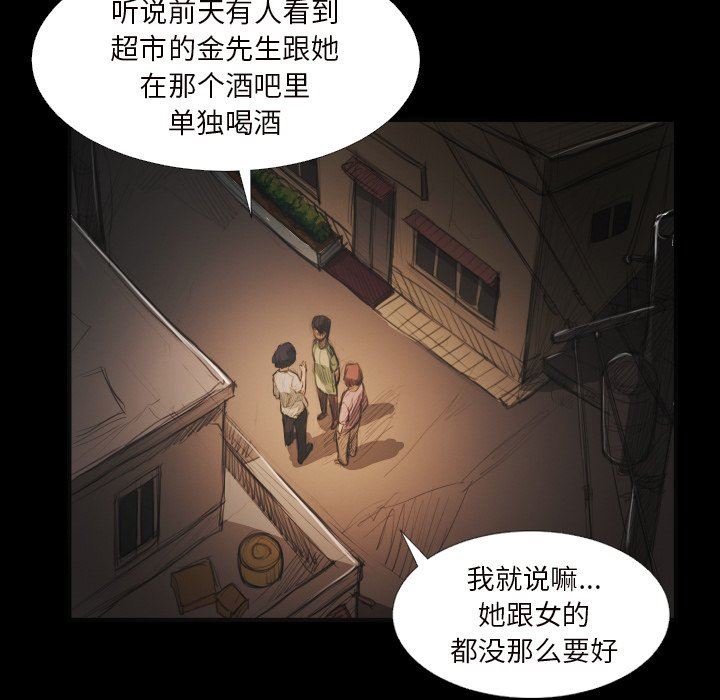 听说前天有人看到
超市的金先生跟她
在那个酒吧里
单独喝酒
我就说嘛...
她跟女的
都没那么要好